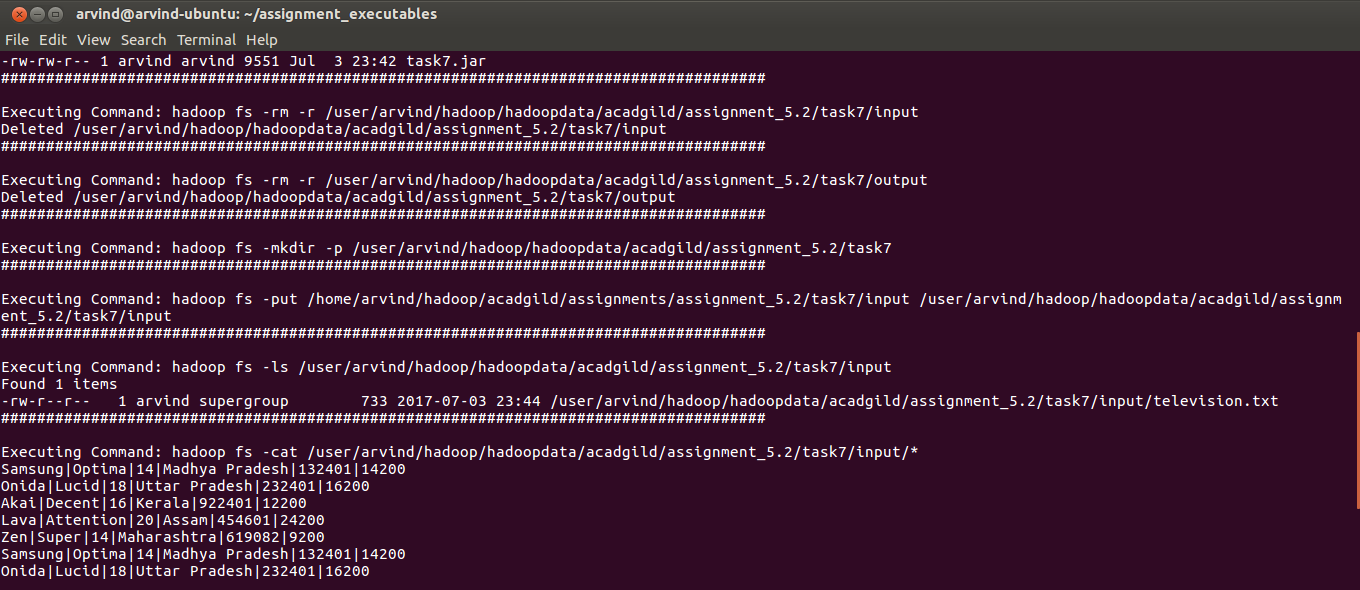 arvind@arvind-ubuntu: ~/assignment_executables
File Edit View Search Terminal Help
-rw-rw-r-- 1 arvind arvind 9551 Jul  3 23:42 task7.jar
#####################################################################################
Executing Command: hadoop fs -rm -r /user/arvind/hadoop/hadoopdata/acadgild/assignment_5.2/task7/input
Deleted /user/arvind/hadoop/hadoopdata/acadgild/assignment_5.2/task7/input
#####################################################################################
Executing Command: hadoop fs -rm -r /user/arvind/hadoop/hadoopdata/acadgild/assignment_5.2/task7/output
Deleted /user/arvind/hadoop/hadoopdata/acadgild/assignment_5.2/task7/output
#####################################################################################
Executing Command: hadoop fs -mkdir -p /user/arvind/hadoop/hadoopdata/acadgild/assignment_5.2/task7
#####################################################################################
Executing Command: hadoop fs -put /home/arvind/hadoop/acadgild/assignments/assignment_5.2/task7/input /user/arvind/hadoop/hadoopdata/acadgild/assignm
ent_5.2/task7/input
#####################################################################################
Executing Command: hadoop fs -ls /user/arvind/hadoop/hadoopdata/acadgild/assignment_5.2/task7/input
Found 1 items
-rw-r--r--   1 arvind supergroup        733 2017-07-03 23:44 /user/arvind/hadoop/hadoopdata/acadgild/assignment_5.2/task7/input/television.txt
#####################################################################################
Executing Command: hadoop fs -cat /user/arvind/hadoop/hadoopdata/acadgild/assignment_5.2/task7/input/*
Samsung|Optima|14|Madhya Pradesh|132401|14200
Onida|Lucid|18|Uttar Pradesh|232401|16200
Akai|Decent|16|Kerala|922401|12200
Lava|Attention|20|Assam|454601|24200
Zen|Super|14|Maharashtra|619082|9200
Samsung|Optima|14|Madhya Pradesh|132401|14200
Onida|Lucid|18|Uttar Pradesh|232401|16200